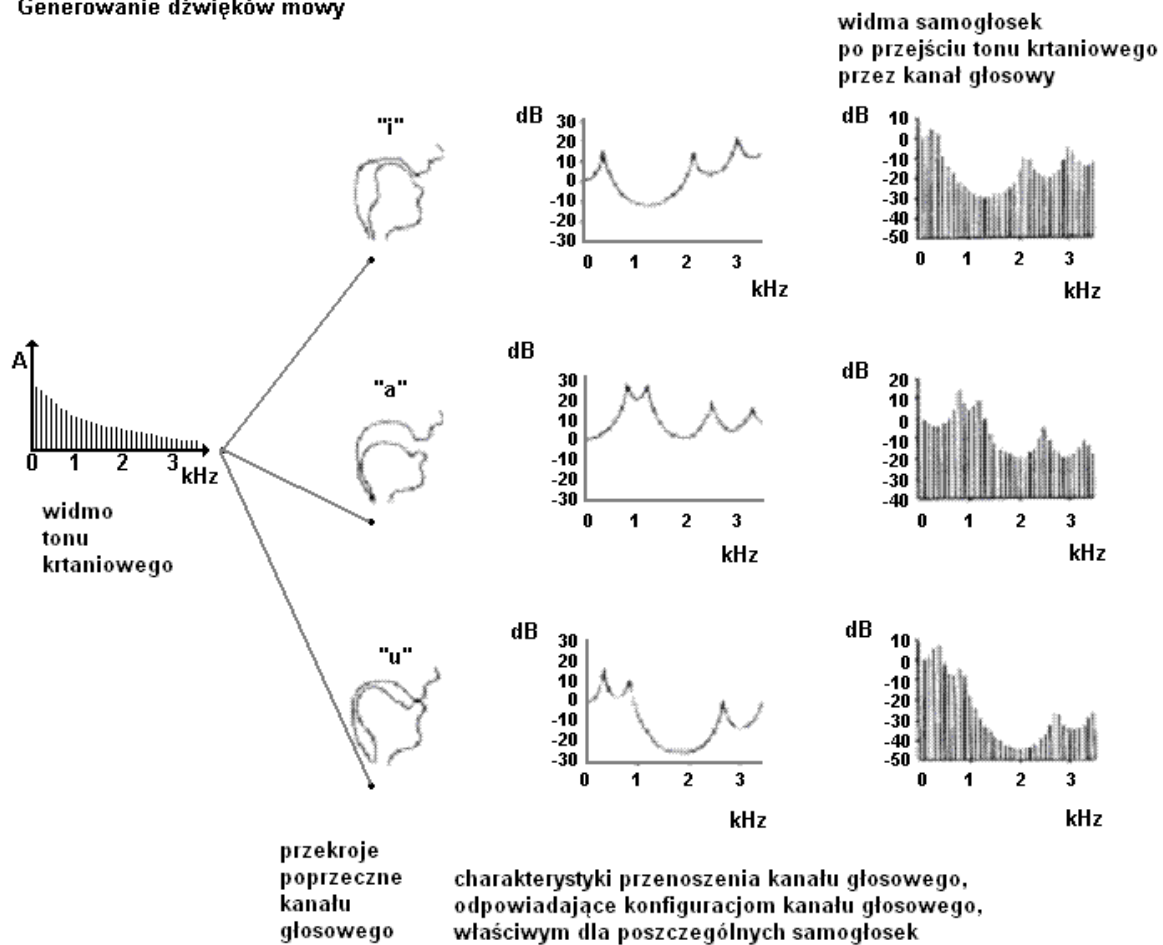 Generowanie dźwięków mowy
widma samogłosek
po przejściu tonu krtaniowego
przez kanał głosowy
"i"
dB
30
20
10
0
-10
-20
-30
0 1 2 3
kHz
dB
10
0
-10
-20
-30
-40
-50
0 1 2 3
kHz
A
0 1 2 3
kHz
widmo
tonu
krtaniowego
"a"
dB
30
20
10
0
-10
-20
-30
0 1 2 3
kHz
dB
20
10
0
-10
-20
-30
-40
0 1 2 3
kHz
"u"
dB
30
20
10
0
-10
-20
-30
0 1 2 3
kHz
dB
10
0
-10
-20
-30
-40
-50
0 1 2 3
kHz
przekroje
poprzeczne
kanału
głosowego
charakterystyki przenoszenia kanału głosowego,
odpowiadające konfiguracjom kanału głosowego,
właściwym dla poszczególnych samogłosek